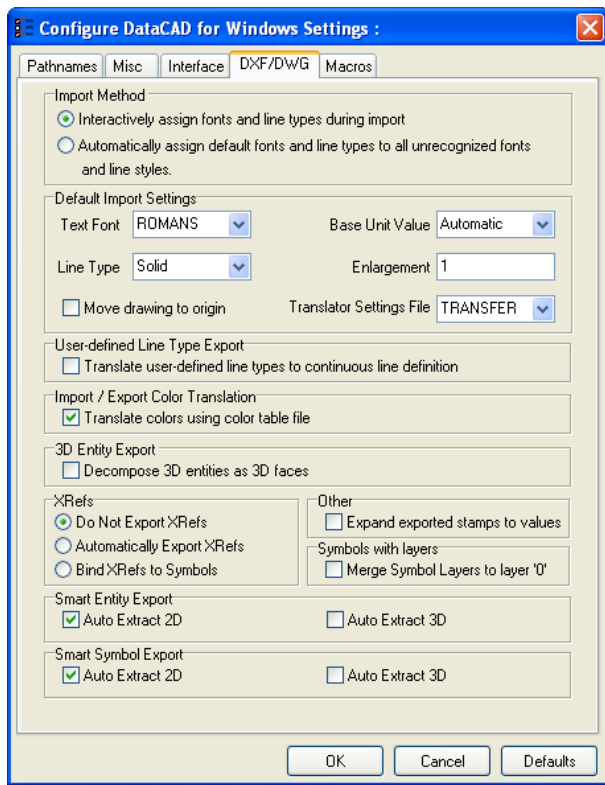 Configure DataCAD for Windows Settings :
Pathnames Misc Interface DXF/DWG Macros
Import Method
Interactively assign fonts and line types during import
Automatically assign default fonts and line types to all unrecognized fonts
and line styles.
Default Import Settings
Text Font ROMANS Base Unit Value Automatic
Line Type Solid Enlargement 1
Move drawing to origin Translator Settings File TRANSFER
User-defined Line Type Export
Translate user-defined line types to continuous line definition
Import / Export Color Translation
Translate colors using color table file
3D Entity Export
Decompose 3D entities as 3D faces
XRefs
Do Not Export XRefs
Automatically Export XRefs
Bind XRefs to Symbols
Other
Expand exported stamps to values
Symbols with layers
Merge Symbol Layers to layer '0'
Smart Entity Export
Auto Extract 2D Auto Extract 3D
Smart Symbol Export
Auto Extract 2D Auto Extract 3D
OK Cancel Defaults